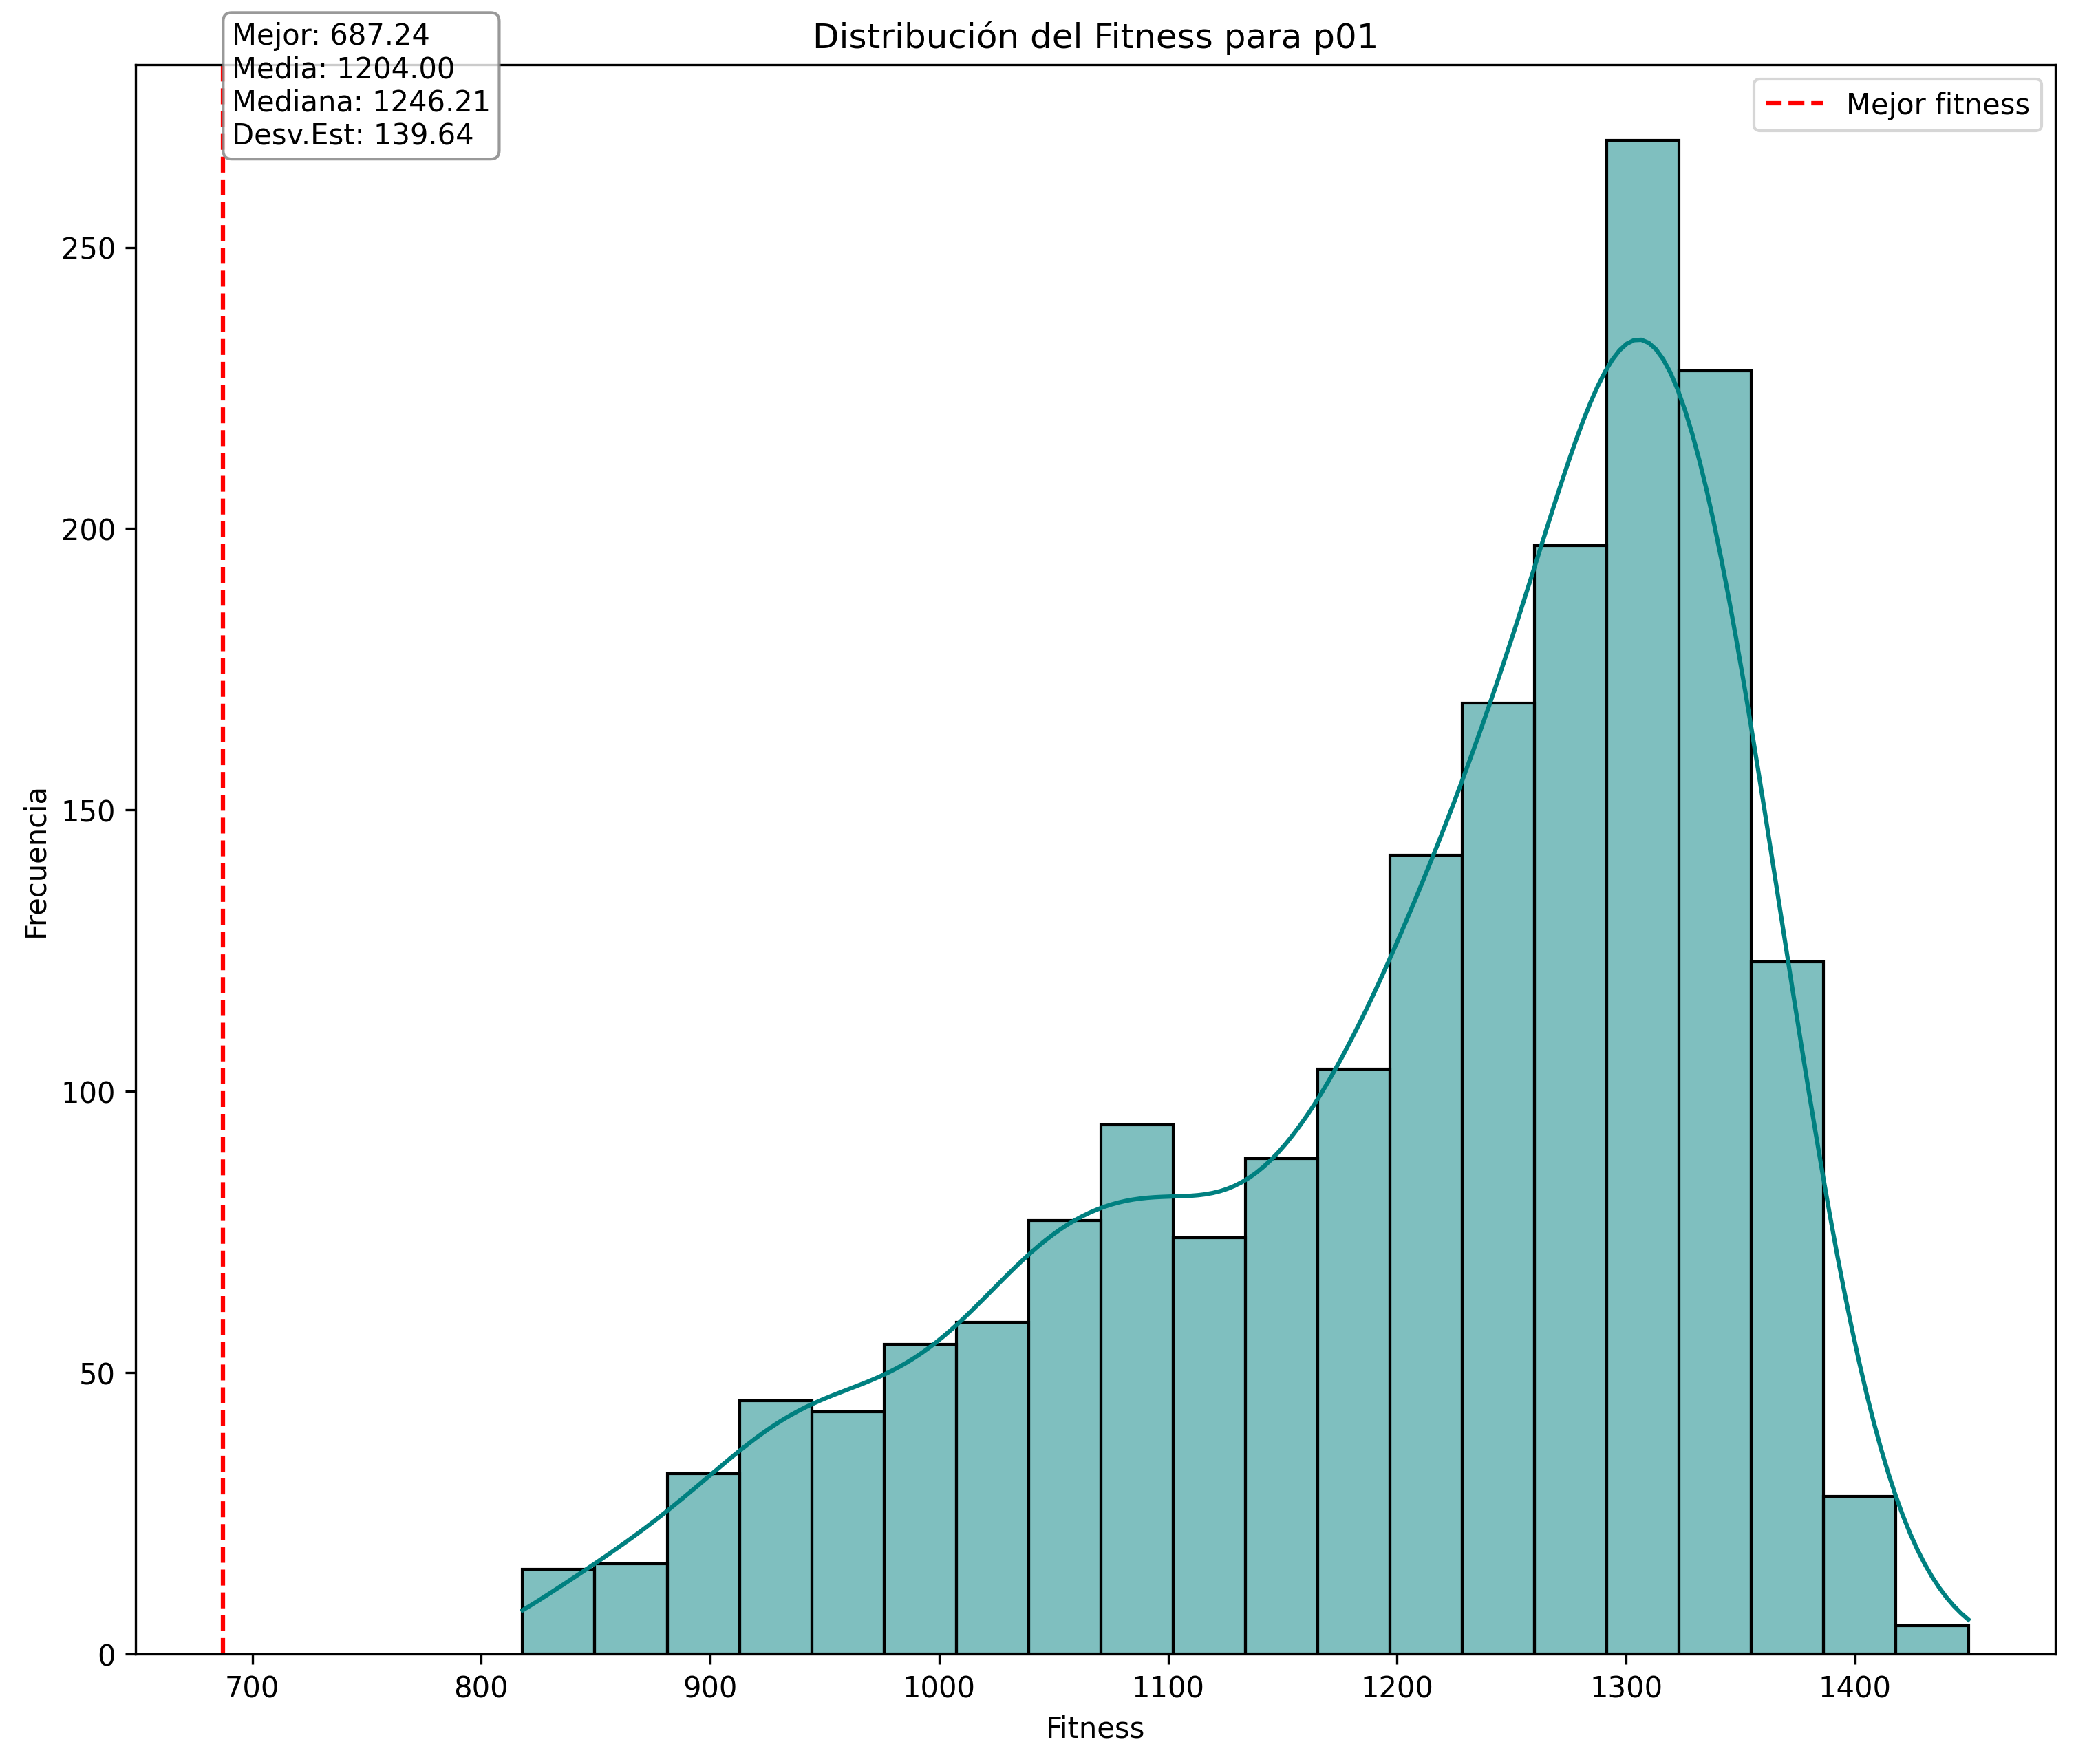 Distribución del Fitness para p01
Mejor: 687.24
Media: 1204.00
Mediana: 1246.21
Desv.Est: 139.64
Mejor fitness
Frecuencia
250
200
150
100
50
0
700 800 900 1000 1100 1200 1300 1400
Fitness